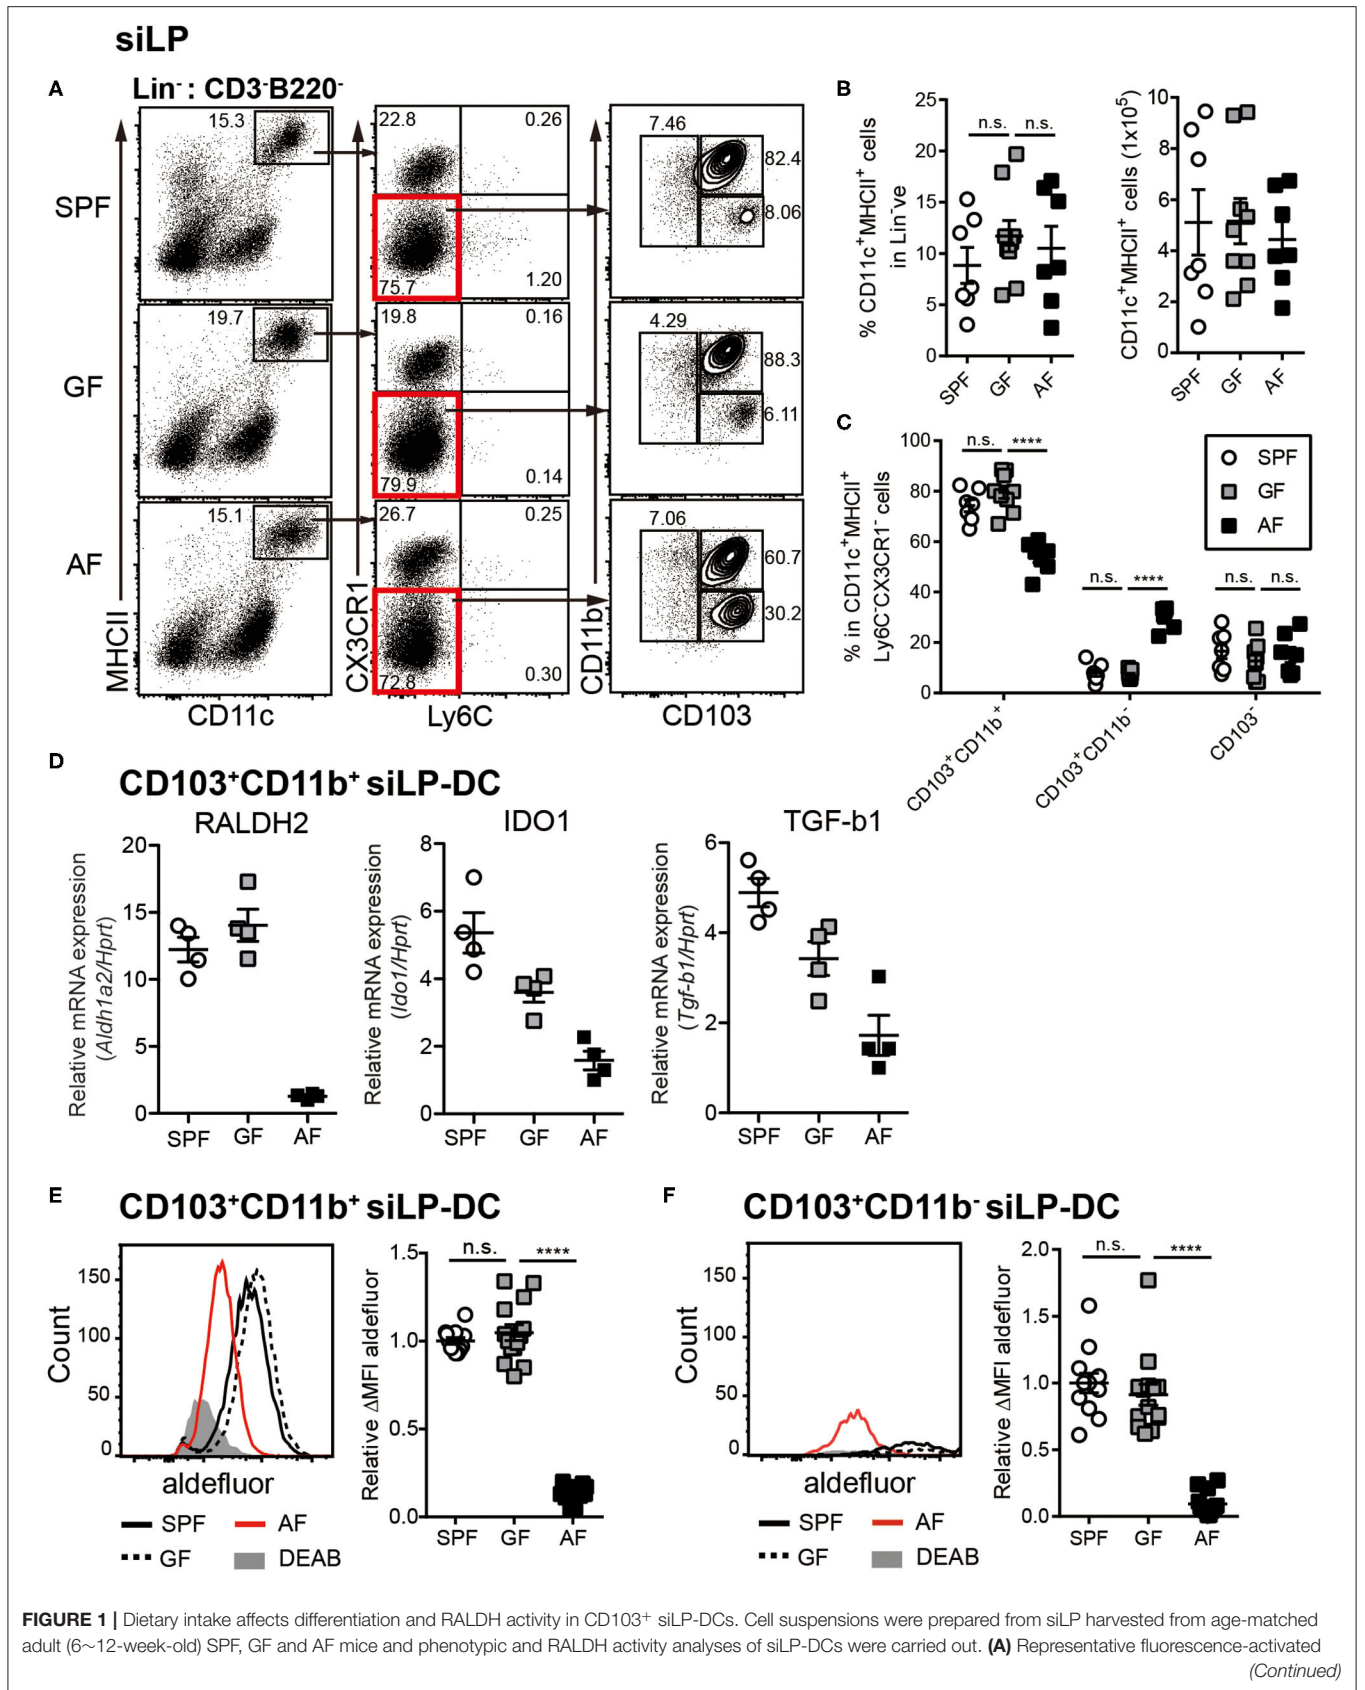 siLP
A
Lin⁻ : CD3⁻B220⁻
SPF
15.3
22.8
0.26
75.7
1.20
7.46
82.4
8.06
GF
19.7
19.8
0.16
79.9
0.14
4.29
88.3
6.11
AF
15.1
26.7
0.25
72.8
0.30
7.06
60.7
30.2
MHCII
CX3CR1
CD11b
CD11c
Ly6C
CD103
B
% CD11c⁺MHCII⁺ cells
in Lin⁻ve
25
20
15
10
5
0
n.s.
n.s.
SPF
GF
AF
CD11c⁺MHCII⁺ cells (1x10⁵)
10
8
6
4
2
0
SPF
GF
AF
C
% in CD11c⁺MHCII⁺
Ly6C⁻CX3CR1⁻ cells
100
80
60
40
20
0
n.s.
****
n.s.
****
n.s.
n.s.
SPF
GF
AF
CD103⁺CD11b⁺
CD103⁺CD11b⁻
CD103⁻
D
CD103⁺CD11b⁺ siLP-DC
RALDH2
Relative mRNA expression
(Aldh1a2/Hprt)
20
15
10
5
0
SPF
GF
AF
IDO1
Relative mRNA expression
(Ido1/Hprt)
8
6
4
2
0
SPF
GF
AF
TGF-b1
Relative mRNA expression
(Tgf-b1/Hprt)
6
4
2
0
SPF
GF
AF
E
CD103⁺CD11b⁺ siLP-DC
Count
150
100
50
0
aldefluor
SPF
AF
GF
DEAB
Relative ΔMFI aldefluor
1.5
1.0
0.5
0.0
n.s.
****
SPF
GF
AF
F
CD103⁺CD11b⁻ siLP-DC
Count
150
100
50
0
aldefluor
SPF
AF
GF
DEAB
Relative ΔMFI aldefluor
2.0
1.5
1.0
0.5
0.0
n.s.
****
SPF
GF
AF
FIGURE 1 | Dietary intake affects differentiation and RALDH activity in CD103⁺ siLP-DCs. Cell suspensions were prepared from siLP harvested from age-matched
adult (6~12-week-old) SPF, GF and AF mice and phenotypic and RALDH activity analyses of siLP-DCs were carried out. (A) Representative fluorescence-activated
(Continued)